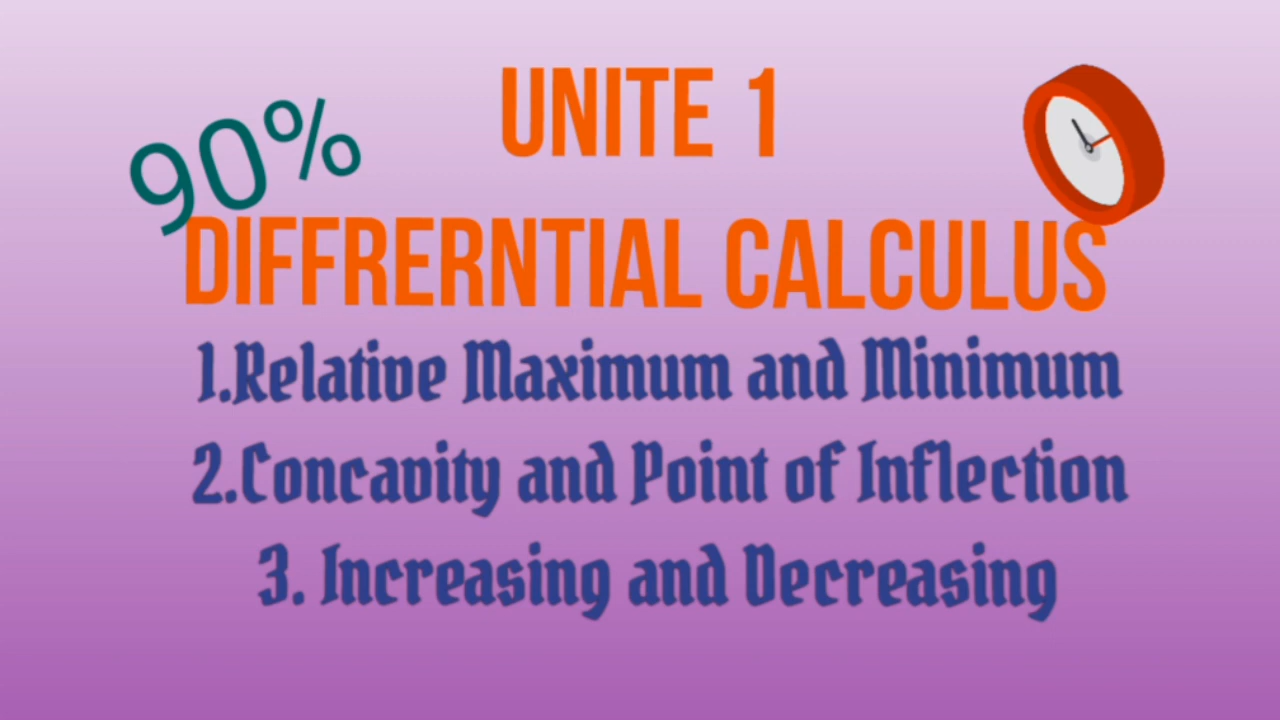 90%
UNITE 1
DIFFRERNTIAL CALCULUS
1.Relative Maximum and Minimum
2.Concavity and Point of Inflection
3. Increasing and Decreasing